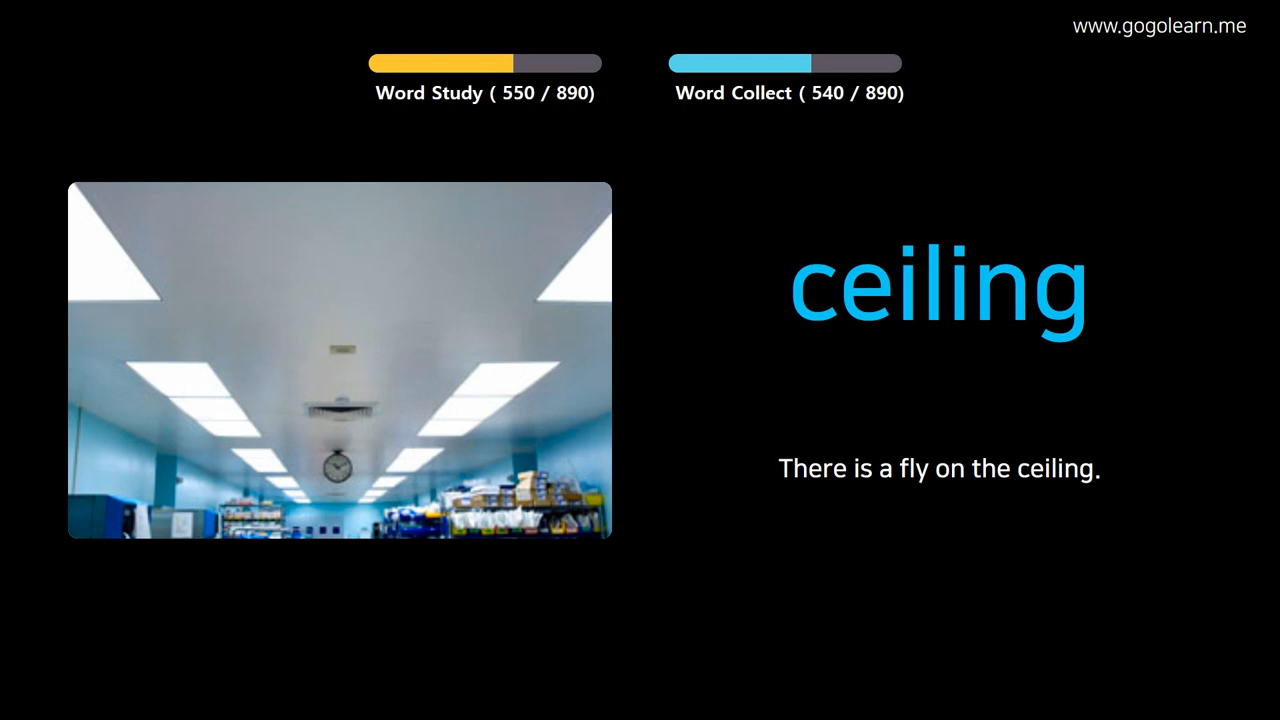 www.gogolearn.me
Word Study ( 550 / 890)
Word Collect ( 540 / 890)
ceiling
There is a fly on the ceiling.